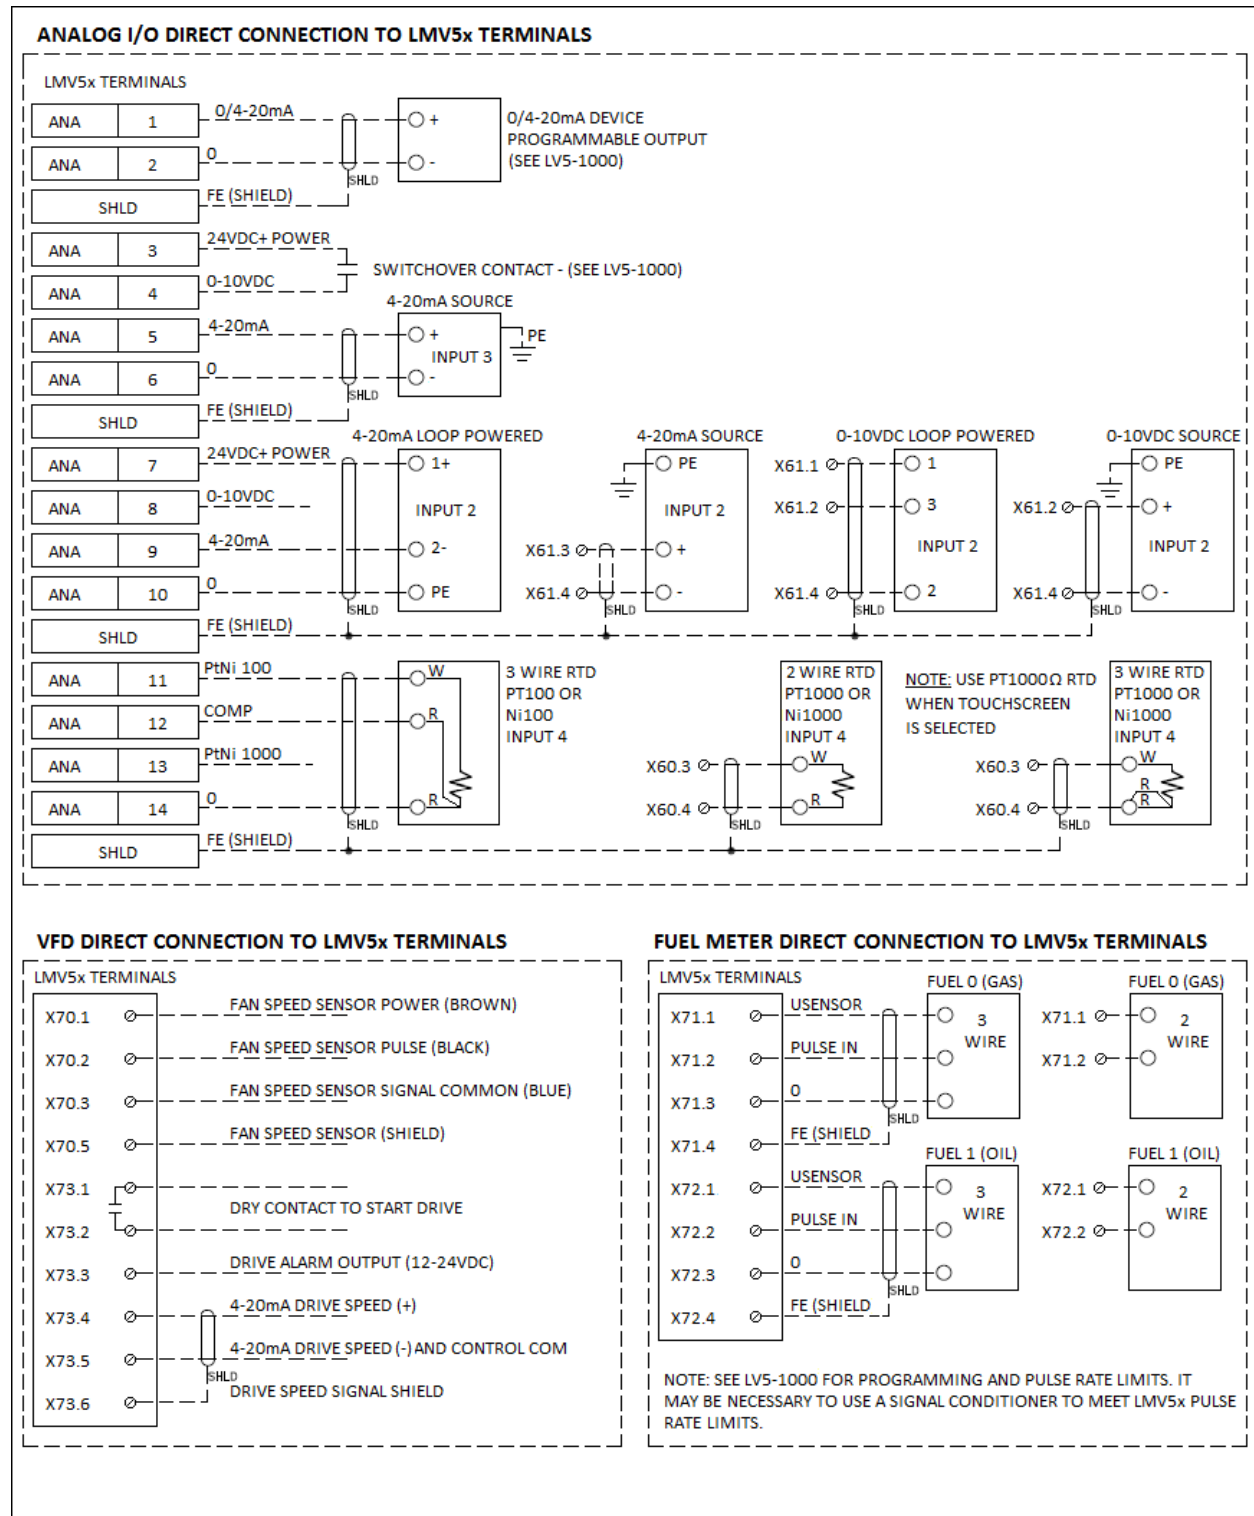 ANALOG I/O DIRECT CONNECTION TO LMV5x TERMINALS
LMV5x TERMINALS
ANA 1 0/4-20mA
+
0/4-20mA DEVICE
PROGRAMMABLE OUTPUT
(SEE LV5-1000)
ANA 2 0
-
SHLD
SHLD FE (SHIELD)
ANA 3 24VDC+ POWER
SWITCHOVER CONTACT - (SEE LV5-1000)
ANA 4 0-10VDC
4-20mA SOURCE
ANA 5 4-20mA
+
INPUT 3
PE
ANA 6 0
-
SHLD
SHLD FE (SHIELD)
4-20mA LOOP POWERED
4-20mA SOURCE
0-10VDC LOOP POWERED
0-10VDC SOURCE
ANA 7 24VDC+ POWER
1+
PE
X61.1
1
PE
ANA 8 0-10VDC
INPUT 2
INPUT 2
X61.2
3
X61.2
+
ANA 9 4-20mA
2-
X61.3
+
INPUT 2
INPUT 2
ANA 10 0
PE
X61.4
-
X61.4
2
X61.4
-
SHLD
SHLD
SHLD
SHLD
SHLD FE (SHIELD)
ANA 11 PtNi 100
W
3 WIRE RTD
PT100 OR
Ni100
INPUT 4
2 WIRE RTD
PT1000 OR
Ni1000
INPUT 4
NOTE: USE PT1000Ω RTD
WHEN TOUCHSCREEN
IS SELECTED
3 WIRE RTD
PT1000 OR
Ni1000
INPUT 4
ANA 12 COMP
R
ANA 13 PtNi 1000
X60.3
W
X60.3
W
ANA 14 0
R
X60.4
R
X60.4
R
R
SHLD
SHLD
SHLD
SHLD FE (SHIELD)
VFD DIRECT CONNECTION TO LMV5x TERMINALS
LMV5x TERMINALS
X70.1 FAN SPEED SENSOR POWER (BROWN)
X70.2 FAN SPEED SENSOR PULSE (BLACK)
X70.3 FAN SPEED SENSOR SIGNAL COMMON (BLUE)
X70.5 FAN SPEED SENSOR (SHIELD)
X73.1
DRY CONTACT TO START DRIVE
X73.2
X73.3 DRIVE ALARM OUTPUT (12-24VDC)
X73.4 4-20mA DRIVE SPEED (+)
X73.5 4-20mA DRIVE SPEED (-) AND CONTROL COM
SHLD
X73.6 DRIVE SPEED SIGNAL SHIELD
FUEL METER DIRECT CONNECTION TO LMV5x TERMINALS
LMV5x TERMINALS
FUEL 0 (GAS)
FUEL 0 (GAS)
X71.1 USENSOR
3
WIRE
X71.1
2
WIRE
X71.2 PULSE IN
X71.2
X71.3 0
SHLD
X71.4 FE (SHIELD
FUEL 1 (OIL)
FUEL 1 (OIL)
X72.1 USENSOR
3
WIRE
X72.1
2
WIRE
X72.2 PULSE IN
X72.2
X72.3 0
SHLD
X72.4 FE (SHIELD
NOTE: SEE LV5-1000 FOR PROGRAMMING AND PULSE RATE LIMITS. IT
MAY BE NECESSARY TO USE A SIGNAL CONDITIONER TO MEET LMV5x PULSE
RATE LIMITS.